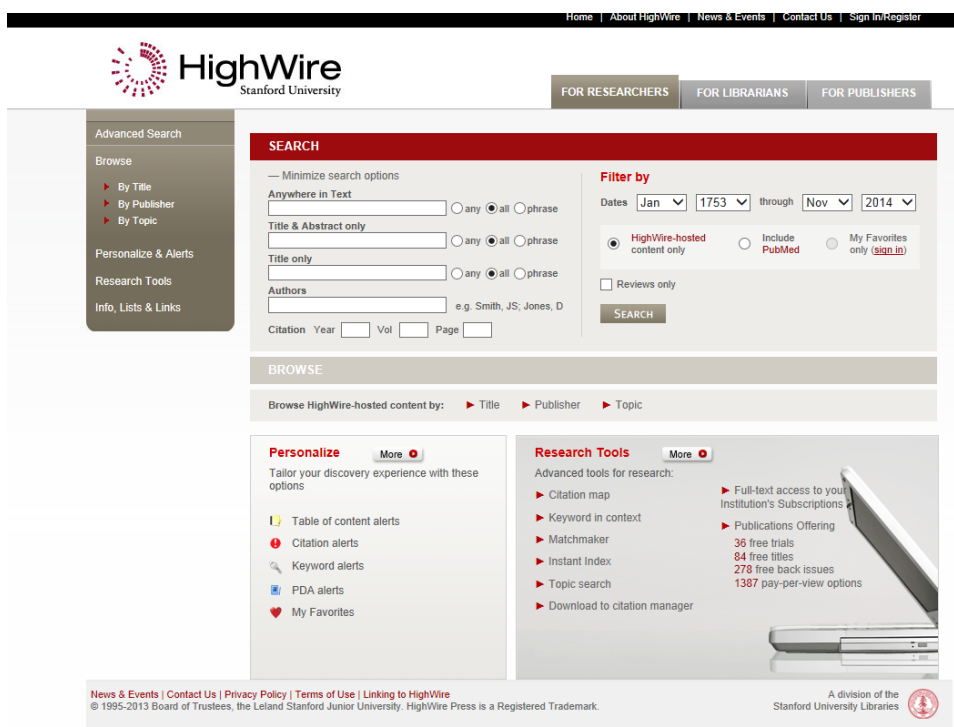 Home | About HighWire | News & Events | Contact Us | Sign In/Register
HighWire
Stanford University
FOR RESEARCHERS
FOR LIBRARIANS
FOR PUBLISHERS
Advanced Search
Browse
By Title
By Publisher
By Topic
Personalize & Alerts
Research Tools
Info, Lists & Links
SEARCH
— Minimize search options
Anywhere in Text
any all phrase
Title & Abstract only
any all phrase
Title only
any all phrase
Authors
e.g. Smith, JS; Jones, D
Citation Year Vol Page
Filter by
Dates Jan 1753 through Nov 2014
HighWire-hosted
content only
Include
PubMed
My Favorites
only (sign in)
Reviews only
SEARCH
BROWSE
Browse HighWire-hosted content by: Title Publisher Topic
Personalize More
Tailor your discovery experience with these
options
Table of content alerts
Citation alerts
Keyword alerts
PDA alerts
My Favorites
Research Tools More
Advanced tools for research:
Citation map
Keyword in context
Matchmaker
Instant Index
Topic search
Download to citation manager
Full-text access to your
Institution's Subscriptions
Publications Offering
36 free trials
84 free titles
278 free back issues
1387 pay-per-view options
News & Events | Contact Us | Privacy Policy | Terms of Use | Linking to HighWire
© 1995-2013 Board of Trustees, the Leland Stanford Junior University. HighWire Press is a Registered Trademark.
A division of the
Stanford University Libraries